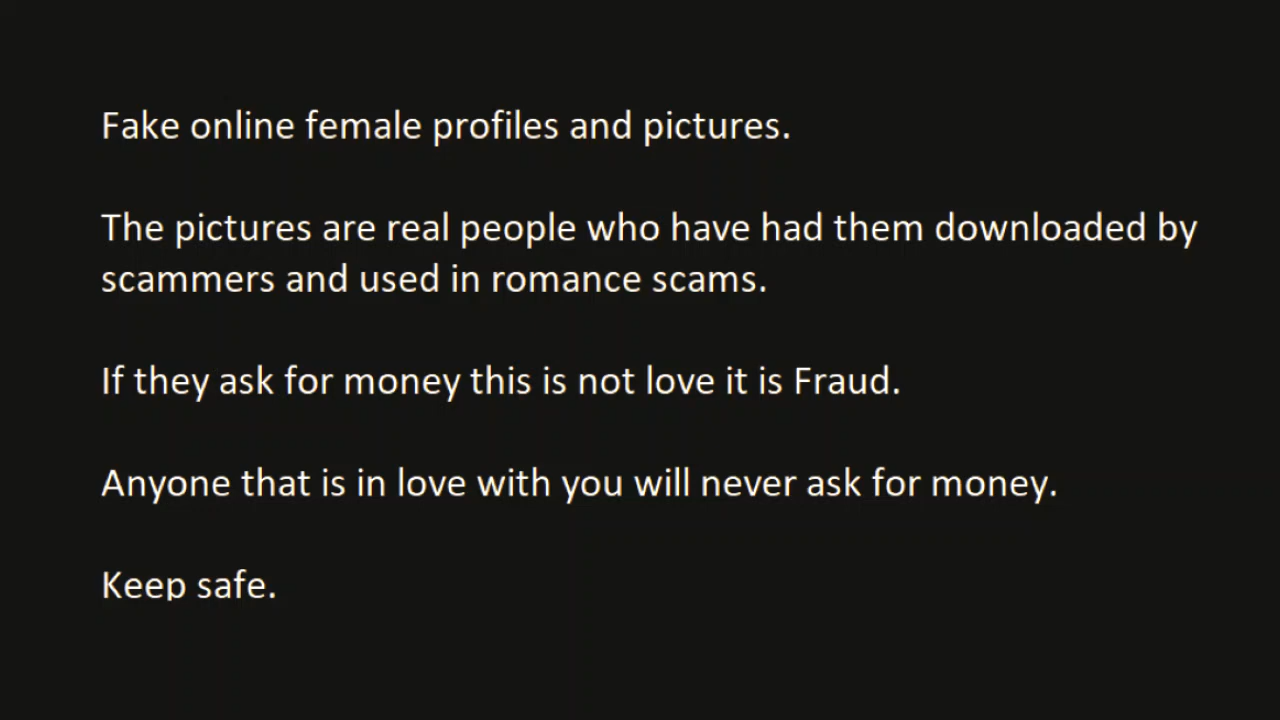 Fake online female profiles and pictures.
The pictures are real people who have had them downloaded by
scammers and used in romance scams.
If they ask for money this is not love it is Fraud.
Anyone that is in love with you will never ask for money.
Keep safe.